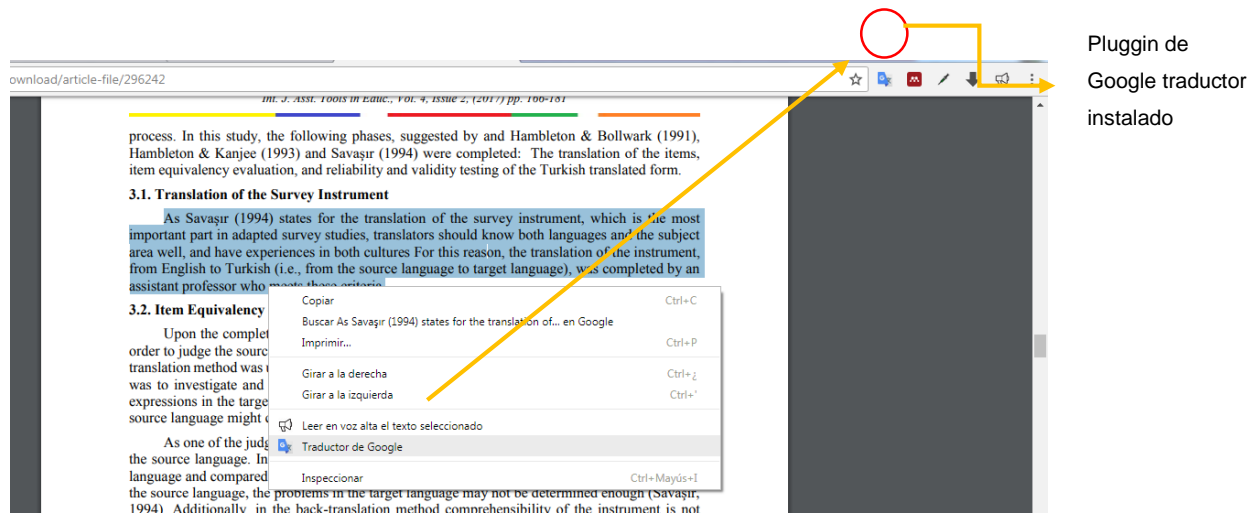 Pluggin de
Google traductor
instalado
ownload/article-file/296242
Int. J. Asst. Tools in Educ., Vol. 4, Issue 2, (2017) pp. 166-181
process. In this study, the following phases, suggested by and Hambleton & Bollwark (1991),
Hambleton & Kanjee (1993) and Savaşır (1994) were completed: The translation of the items,
item equivalency evaluation, and reliability and validity testing of the Turkish translated form.
3.1. Translation of the Survey Instrument
As Savaşır (1994) states for the translation of the survey instrument, which is the most
important part in adapted survey studies, translators should know both languages and the subject
area well, and have experiences in both cultures For this reason, the translation of the instrument,
from English to Turkish (i.e., from the source language to target language), was completed by an
assistant professor who meets these criteria.
3.2. Item Equivalency
Upon the complet
order to judge the sourc
translation method was
was to investigate and
expressions in the targe
source language might
As one of the judg
the source language. In
language and compared
the source language, the problems in the target language may not be determined enough (Savaşır,
1994). Additionally, in the back-translation method comprehensibility of the instrument is not
Copiar Ctrl+C
Buscar As Savaşır (1994) states for the translation of... en Google
Imprimir... Ctrl+P
Girar a la derecha Ctrl+¿
Girar a la izquierda Ctrl+'
Leer en voz alta el texto seleccionado
Traductor de Google
Inspeccionar Ctrl+Mayús+I